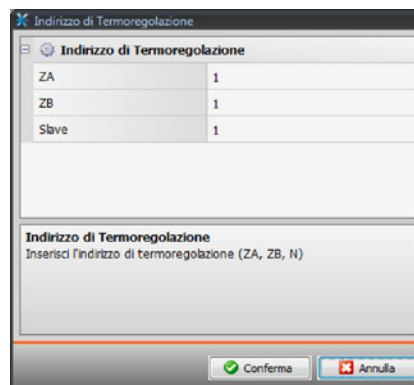 Indirizzo di Termoregolazione
Indirizzo di Termoregolazione
ZA 1
ZB 1
Slave 1
Indirizzo di Termoregolazione
Inserisci l'indirizzo di termoregolazione (ZA, ZB, N)
Conferma Annulla